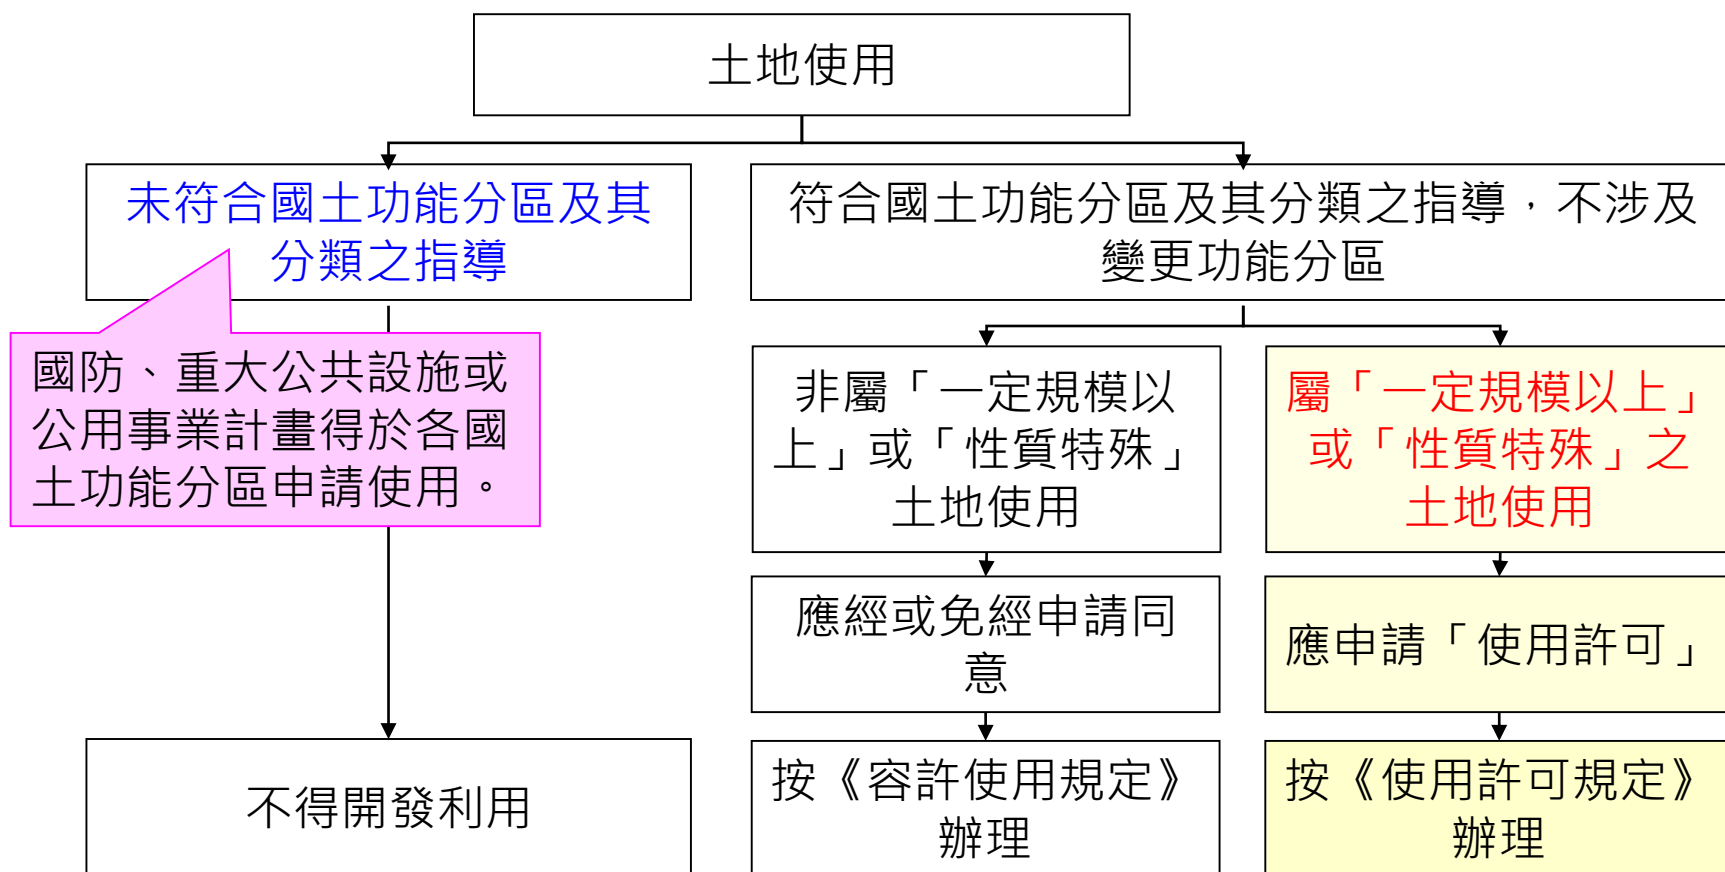 土地使用
未符合國土功能分區及其
分類之指導
符合國土功能分區及其分類之指導，不涉及
變更功能分區
國防、重大公共設施或
公用事業計畫得於各國
土功能分區申請使用。
非屬「一定規模以
上」或「性質特殊」
土地使用
屬「一定規模以上」
或「性質特殊」之
土地使用
應經或免經申請同
意
應申請「使用許可」
不得開發利用
按《容許使用規定》
辦理
按《使用許可規定》
辦理